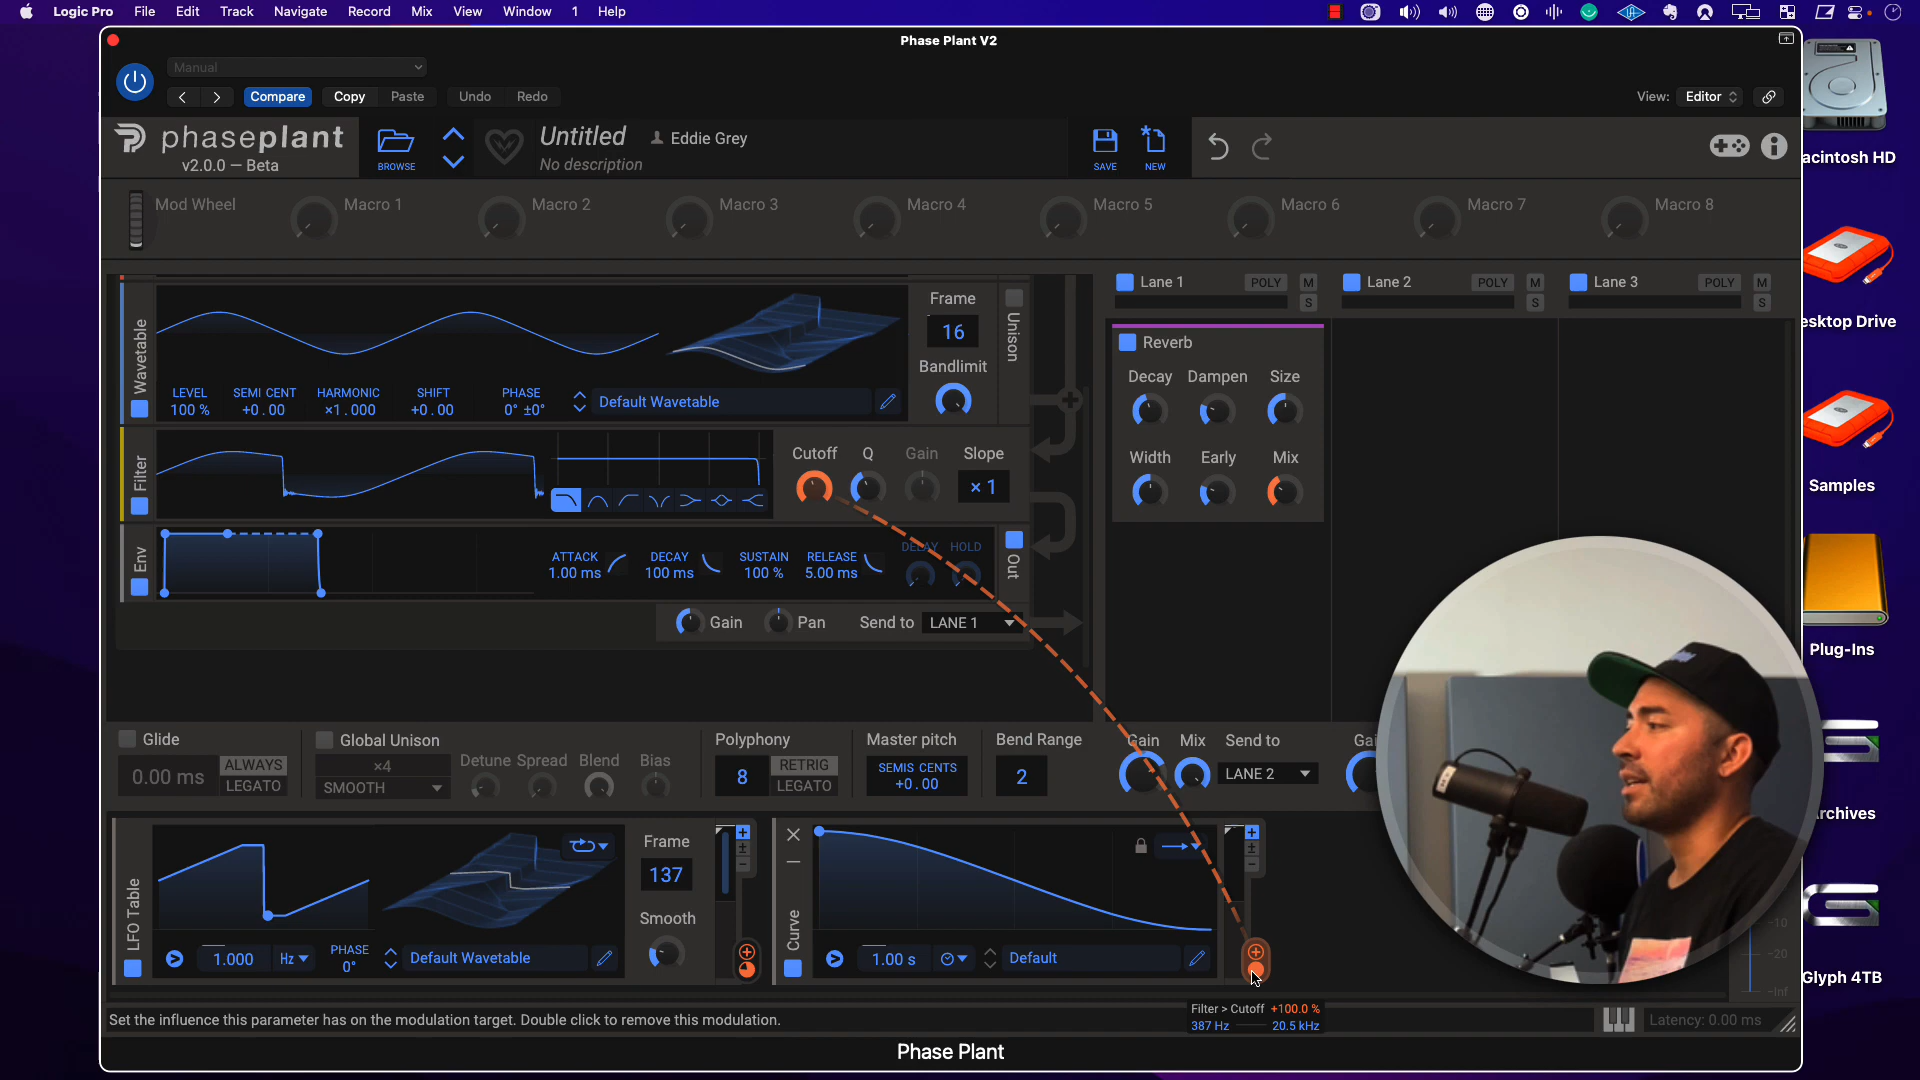 Logic Pro File Edit Track Navigate Record Mix View Window 1 Help
Phase Plant V2
Manual
Compare Copy Paste Undo Redo
View: Editor
phaseplant
v2.0.0 — Beta
BROWSE
Untitled
Eddie Grey
No description
SAVE
NEW
Mod Wheel
Macro 1
Macro 2
Macro 3
Macro 4
Macro 5
Macro 6
Macro 7
Macro 8
Wavetable
LEVEL
100 %
SEMI CENT
+0.00
HARMONIC
×1.000
SHIFT
+0.00
PHASE
0° ±0°
Default Wavetable
Frame
16
Bandlimit
Unison
Filter
Cutoff
Q
Gain
Slope
× 1
Env
ATTACK
1.00 ms
DECAY
100 ms
SUSTAIN
100 %
RELEASE
5.00 ms
DELAY
HOLD
Out
Gain
Pan
Send to
LANE 1
Lane 1
POLY
M
S
Lane 2
POLY
M
S
Lane 3
POLY
M
S
Reverb
Decay Dampen Size
Width Early Mix
Glide
0.00 ms
ALWAYS
LEGATO
Global Unison
×4
SMOOTH
Detune Spread Blend Bias
Polyphony
8
RETRIG
LEGATO
Master pitch
SEMIS CENTS
+0.00
Bend Range
2
Gain Mix Send to
LANE 2
Gai
LFO Table
1.000
Hz
PHASE
0°
Default Wavetable
Frame
137
Smooth
Curve
1.00 s
Default
Filter > Cutoff +100.0 %
387 Hz 20.5 kHz
-10
-20
-Inf
Set the influence this parameter has on the modulation target. Double click to remove this modulation.
Latency: 0.00 ms
Phase Plant
acintosh HD
esktop Drive
Samples
Plug-Ins
rchives
Glyph 4TB